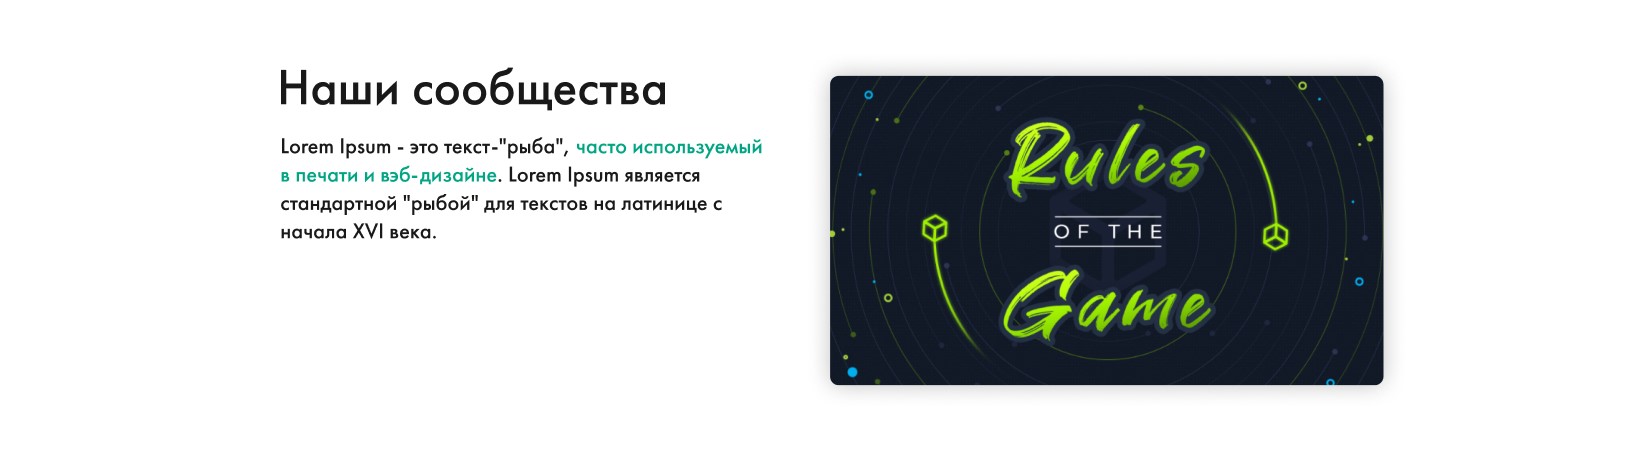 Наши сообщества
Lorem Ipsum - это текст-"рыба", часто используемый
в печати и вэб-дизайне. Lorem Ipsum является
стандартной "рыбой" для текстов на латинице с
начала XVI века.
Rules
OF THE
Game